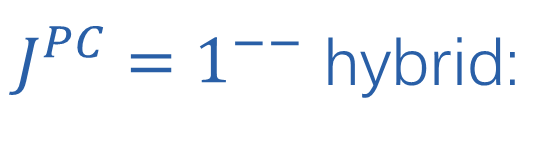 J^{PC} = 1^{−−} hybrid: